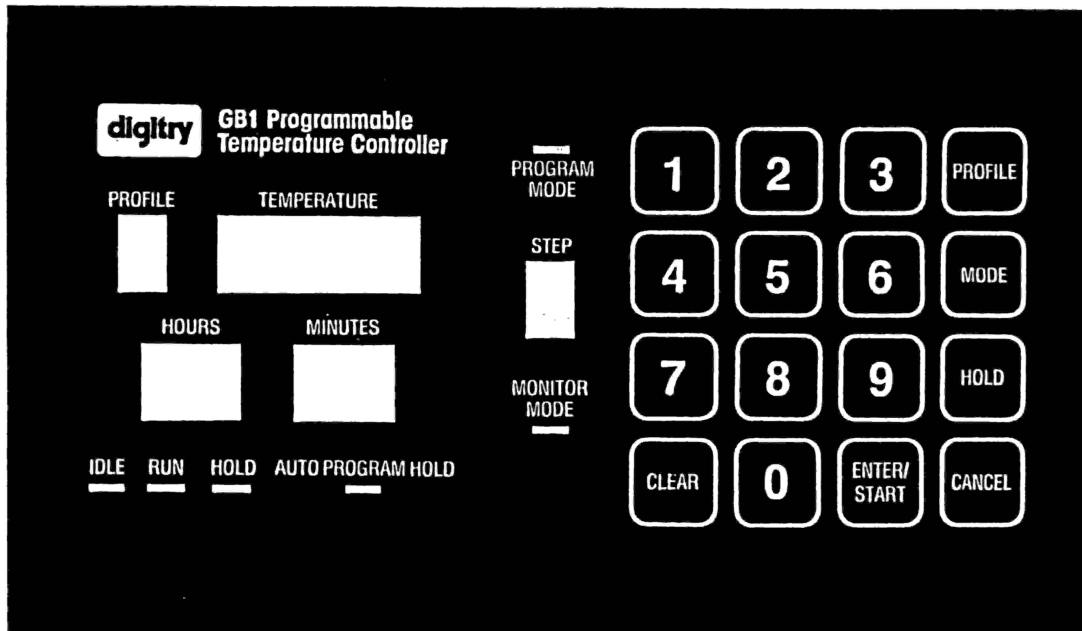 digitry
GB1 Programmable
Temperature Controller
PROFILE
TEMPERATURE
HOURS
MINUTES
IDLE
RUN
HOLD
AUTO PROGRAM HOLD
PROGRAM
MODE
STEP
MONITOR
MODE
1
2
3
PROFILE
4
5
6
MODE
7
8
9
HOLD
CLEAR
0
ENTER/
START
CANCEL